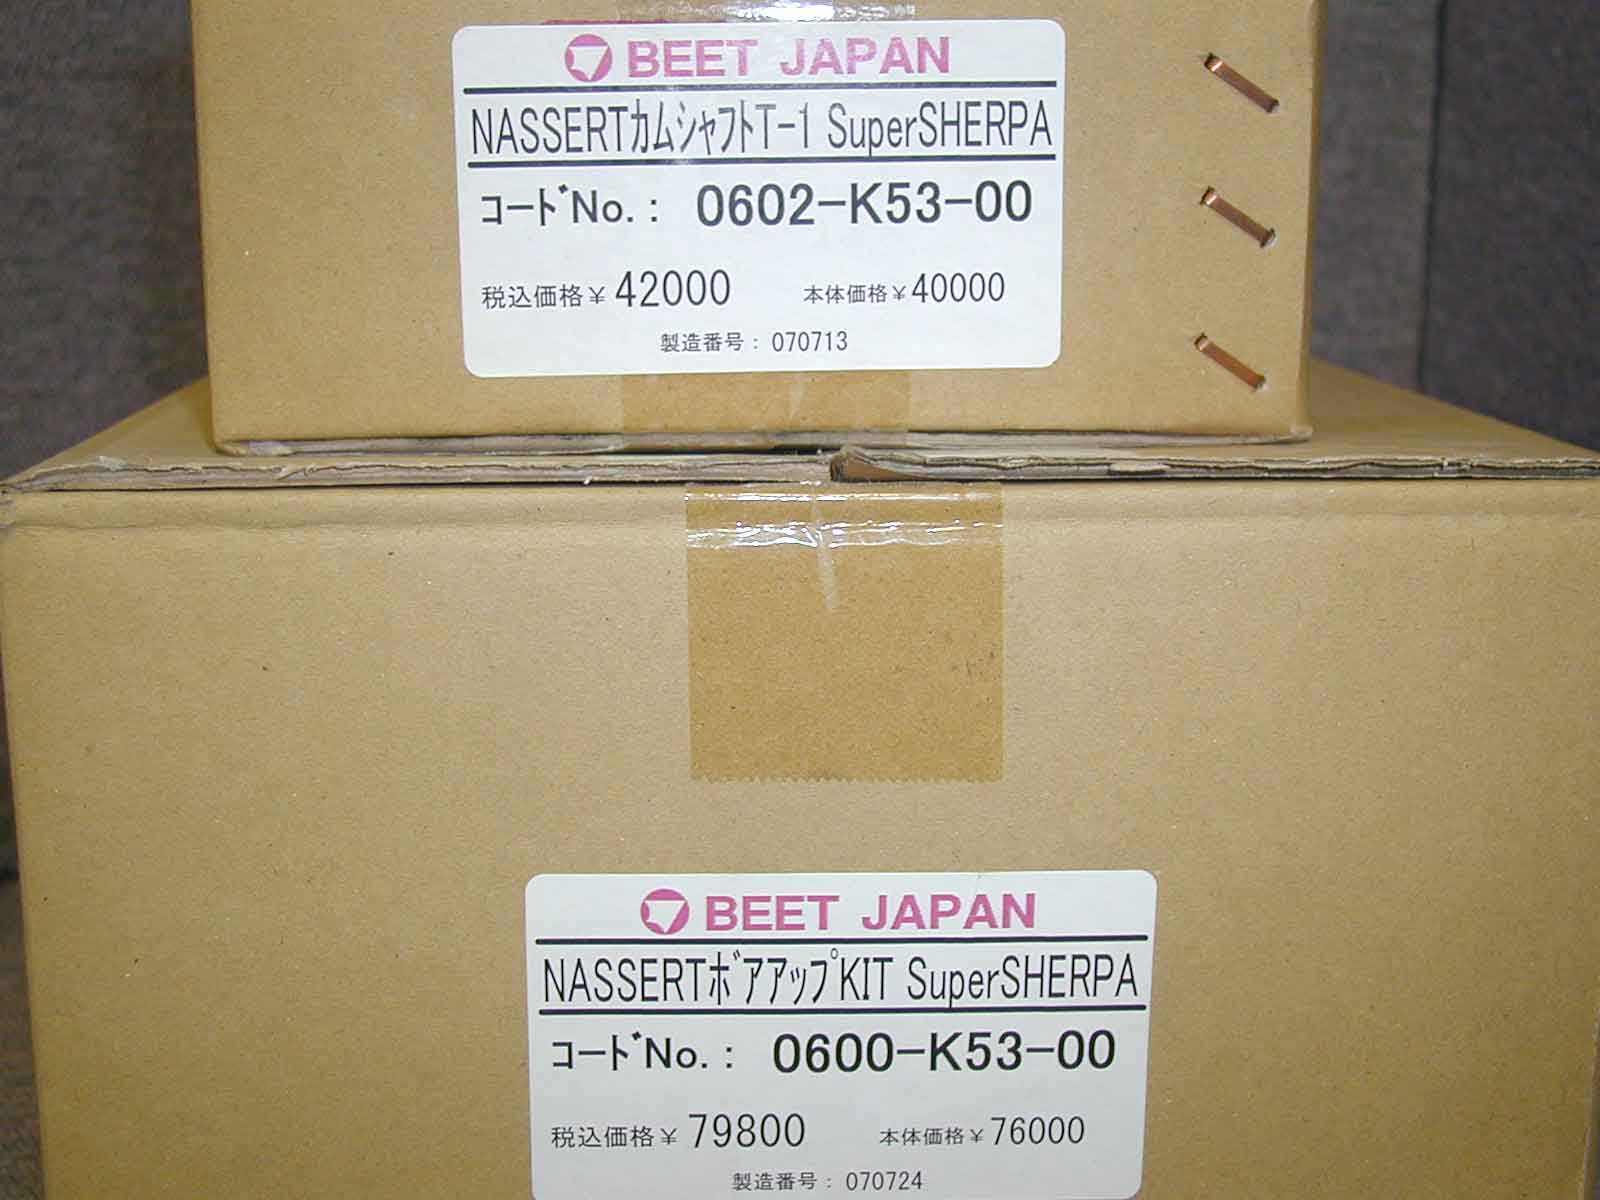 BEET JAPAN
NASSERTカムシャフトT-1 SuperSHERPA
コードNo.: 0602-K53-00
税込価格¥ 42000 本体価格¥ 40000
製造番号: 070713
BEET JAPAN
NASSERTボアアップKIT SuperSHERPA
コードNo.: 0600-K53-00
税込価格¥ 79800 本体価格¥ 76000
製造番号: 070724